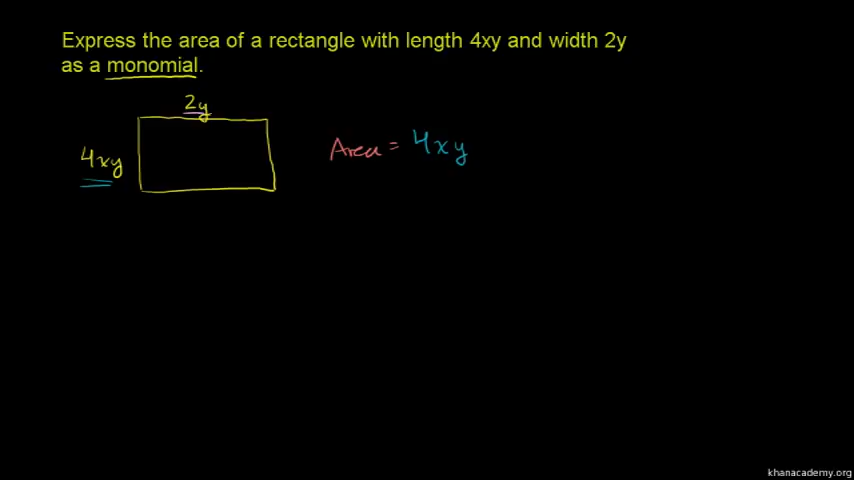 Express the area of a rectangle with length 4xy and width 2y
as a monomial.
2y
4xy
Area = 4xy
khanacademy.org